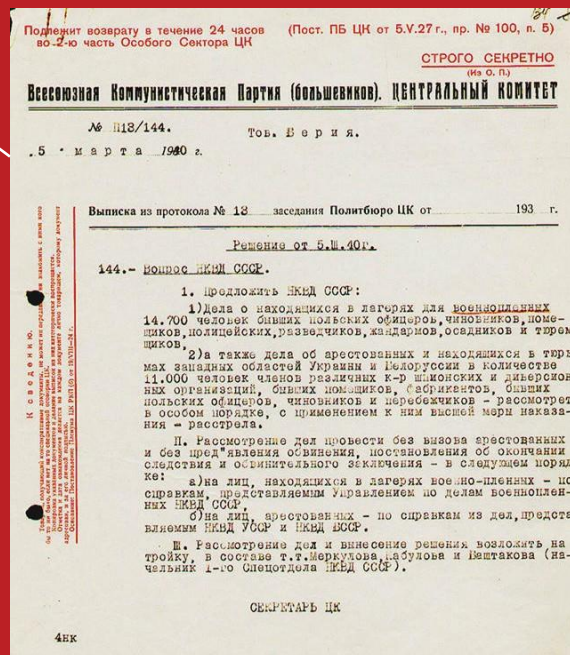 Подлежит возврату в течение 24 часов
во 2-ю часть Особого Сектора ЦК
(Пост. ПБ ЦК от 5.V.27 г., пр. № 100, п. 5)
СТРОГО СЕКРЕТНО
(Из О. П.)
Всесоюзная Коммунистическая Партия (большевиков). ЦЕНТРАЛЬНЫЙ КОМИТЕТ
№ П13/144.
Тов. Берия.
5 марта 1940 г.
Выписка из протокола № 13 заседания Политбюро ЦК от 193 г.
Решение от 5.Ш.40г.
144.- Вопрос НКВД СССР.
1. Предложить НКВД СССР:
1)Дела о находящихся в лагерях для военнопленных
14.700 человек бывших польских офицеров,чиновников,поме-
щиков,полицейских,разведчиков,жандармов,осадников и тюрем
щиков,
2)а также дела об арестованных и находящихся в тюрь
мах западных областей Украины и Белоруссии в количестве
11.000 человек членов различных к-р шпионских и диверсион
ных организаций, бывших помещиков, фабрикантов, бывших
польских офицеров, чиновников и перебежчиков - рассмотрет
в особом порядке, с применением к ним высшей меры наказа-
ния - расстрела.
П. Рассмотрение дел провести без вызова арестованных
и без пред"явления обвинения, постановления об окончании
следствия и обвинительного заключения - в следующем поряд
ке:
а)на лиц, находящихся в лагерях военно-пленных - по
справкам, представляемым Управлением по делам военноплен-
ных НКВД СССР,
б)на лиц, арестованных - по справкам из дел,предста
вляемым НКВД УССР и НКВД БССР.
Ш. Рассмотрение дел и вынесение решения возложить на
тройку, в составе т.т.Меркулова,Кабулова и Баштакова (на-
чальник 1-го Спецотдела НКВД СССР).
СЕКРЕТАРЬ ЦК
4нк
К сведению.